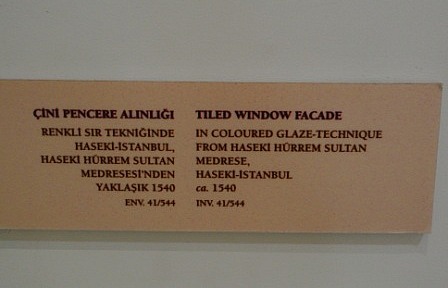 ÇİNİ PENCERE ALINLIĞI
RENKLİ SIR TEKNİĞİNDE
HASEKİ-İSTANBUL,
HASEKİ HÜRREM SULTAN
MEDRESESİ'NDEN
YAKLAŞIK 1540
ENV. 41/544
TILED WINDOW FACADE
IN COLOURED GLAZE-TECHNIQUE
FROM HASEKİ HÜRREM SULTAN
MEDRESE,
HASEKİ-İSTANBUL
ca. 1540
INV. 41/544